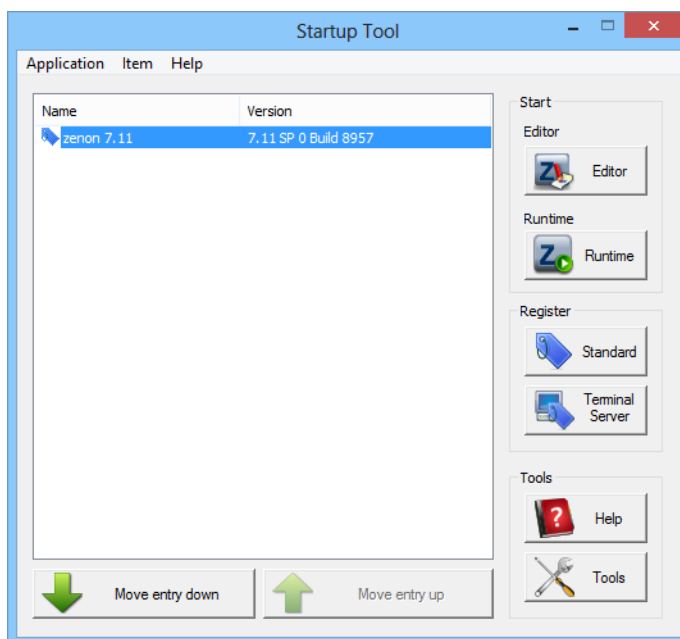 Startup Tool
Application Item Help
Name Version
zenon 7.11 7.11 SP 0 Build 8957
Start
Editor
Editor
Runtime
Runtime
Register
Standard
Terminal
Server
Tools
Help
Tools
Move entry down
Move entry up